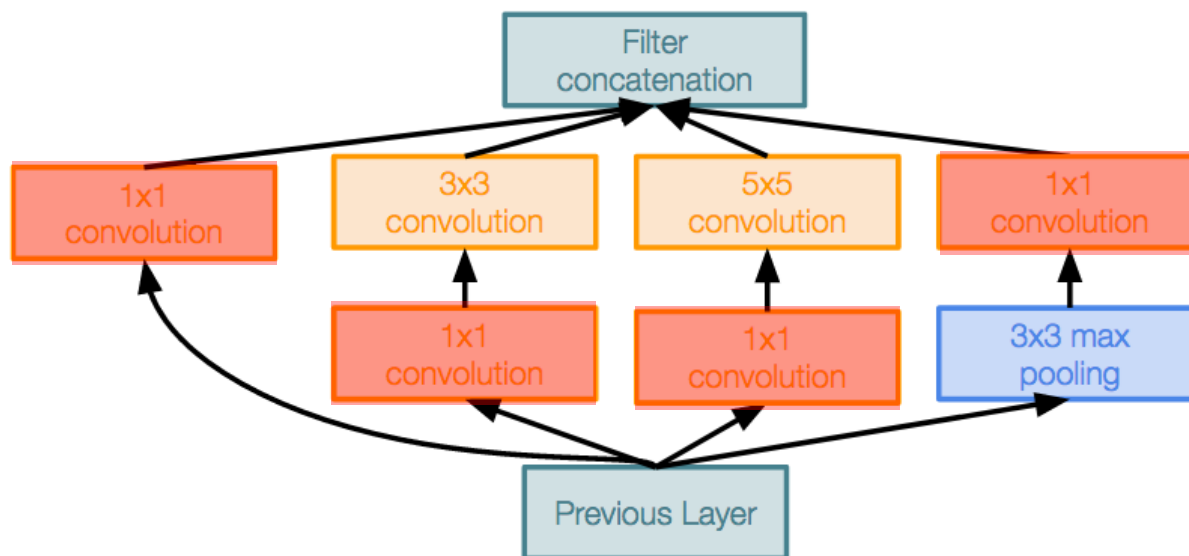 Filter
concatenation
1x1
convolution
3x3
convolution
5x5
convolution
1x1
convolution
1x1
convolution
1x1
convolution
3x3 max
pooling
Previous Layer